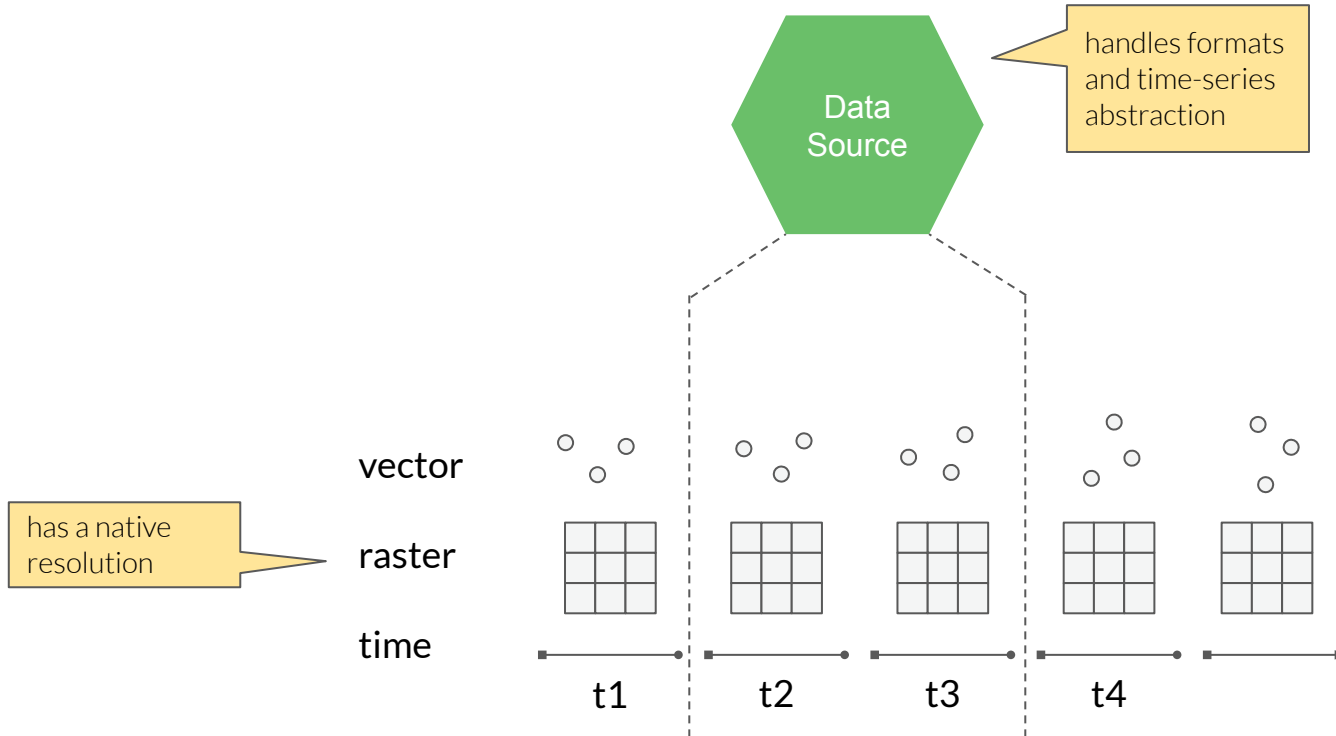 handles formats
and time-series
abstraction
Data
Source
vector
has a native
resolution
raster
time
t1
t2
t3
t4